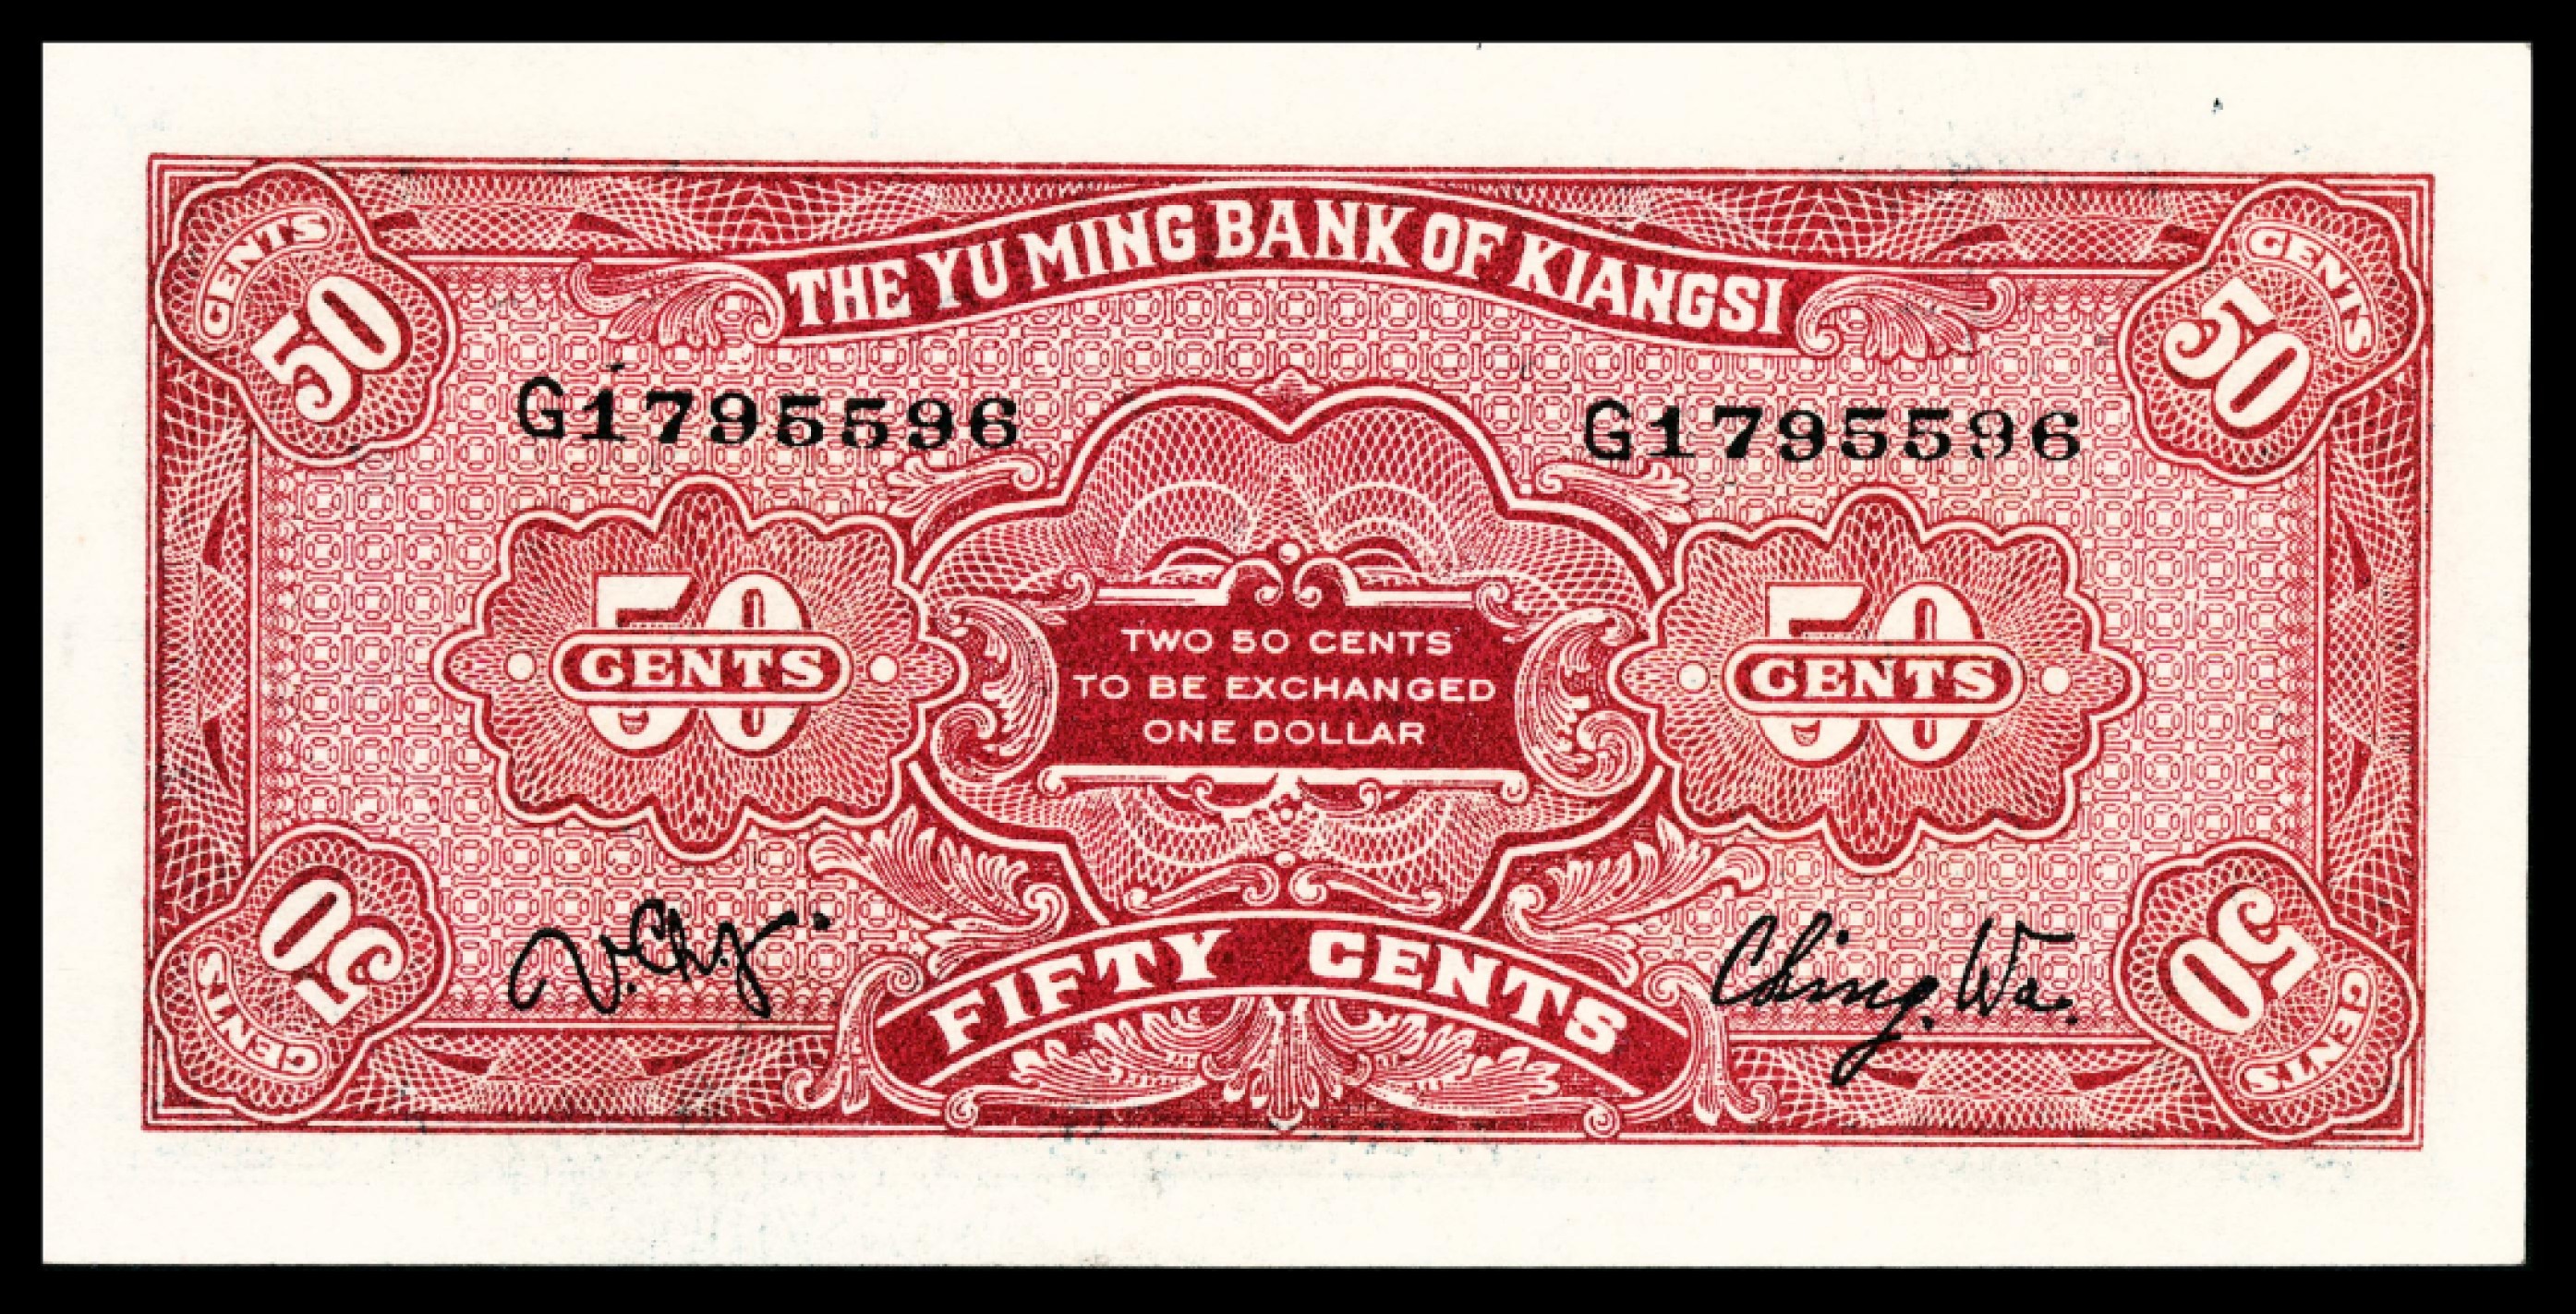 THE YU MING BANK OF KIANGSI
CENTS
50
CENTS
50
G1795596
G1795596
50
CENTS
TWO 50 CENTS
TO BE EXCHANGED
ONE DOLLAR
50
CENTS
FIFTY CENTS
Ching. Wa.
50
CENTS
50
CENTS